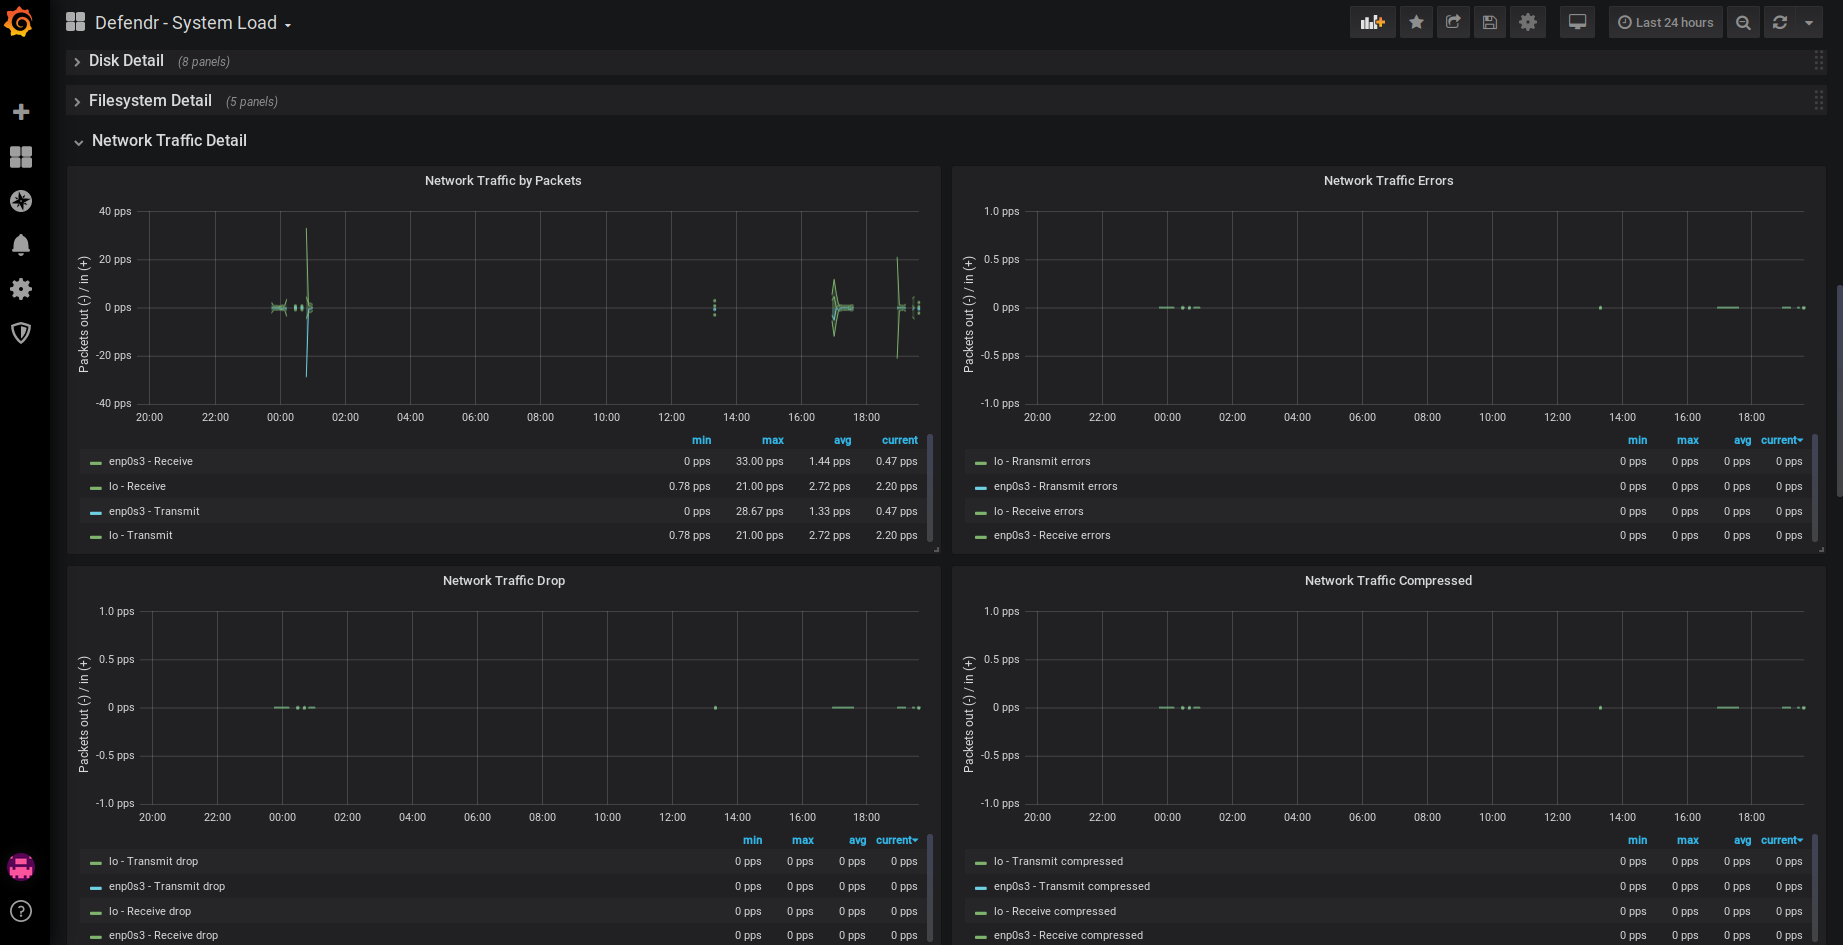 Defendr - System Load
Last 24 hours
Disk Detail (8 panels)
Filesystem Detail (5 panels)
Network Traffic Detail
Network Traffic by Packets
Packets out (-) / in (+)
40 pps
20 pps
0 pps
-20 pps
-40 pps
20:00 22:00 00:00 02:00 04:00 06:00 08:00 10:00 12:00 14:00 16:00 18:00
min max avg current
enp0s3 - Receive 0 pps 33.00 pps 1.44 pps 0.47 pps
lo - Receive 0.78 pps 21.00 pps 2.72 pps 2.20 pps
enp0s3 - Transmit 0 pps 28.67 pps 1.33 pps 0.47 pps
lo - Transmit 0.78 pps 21.00 pps 2.72 pps 2.20 pps
Network Traffic Errors
Packets out (-) / in (+)
1.0 pps
0.5 pps
0 pps
-0.5 pps
-1.0 pps
20:00 22:00 00:00 02:00 04:00 06:00 08:00 10:00 12:00 14:00 16:00 18:00
min max avg current
lo - Rransmit errors 0 pps 0 pps 0 pps 0 pps
enp0s3 - Rransmit errors 0 pps 0 pps 0 pps 0 pps
lo - Receive errors 0 pps 0 pps 0 pps 0 pps
enp0s3 - Receive errors 0 pps 0 pps 0 pps 0 pps
Network Traffic Drop
Packets out (-) / in (+)
1.0 pps
0.5 pps
0 pps
-0.5 pps
-1.0 pps
20:00 22:00 00:00 02:00 04:00 06:00 08:00 10:00 12:00 14:00 16:00 18:00
min max avg current
lo - Transmit drop 0 pps 0 pps 0 pps 0 pps
enp0s3 - Transmit drop 0 pps 0 pps 0 pps 0 pps
lo - Receive drop 0 pps 0 pps 0 pps 0 pps
enp0s3 - Receive drop 0 pps 0 pps 0 pps 0 pps
Network Traffic Compressed
Packets out (-) / in (+)
1.0 pps
0.5 pps
0 pps
-0.5 pps
-1.0 pps
20:00 22:00 00:00 02:00 04:00 06:00 08:00 10:00 12:00 14:00 16:00 18:00
min max avg current
lo - Transmit compressed 0 pps 0 pps 0 pps 0 pps
enp0s3 - Transmit compressed 0 pps 0 pps 0 pps 0 pps
lo - Receive compressed 0 pps 0 pps 0 pps 0 pps
enp0s3 - Receive compressed 0 pps 0 pps 0 pps 0 pps